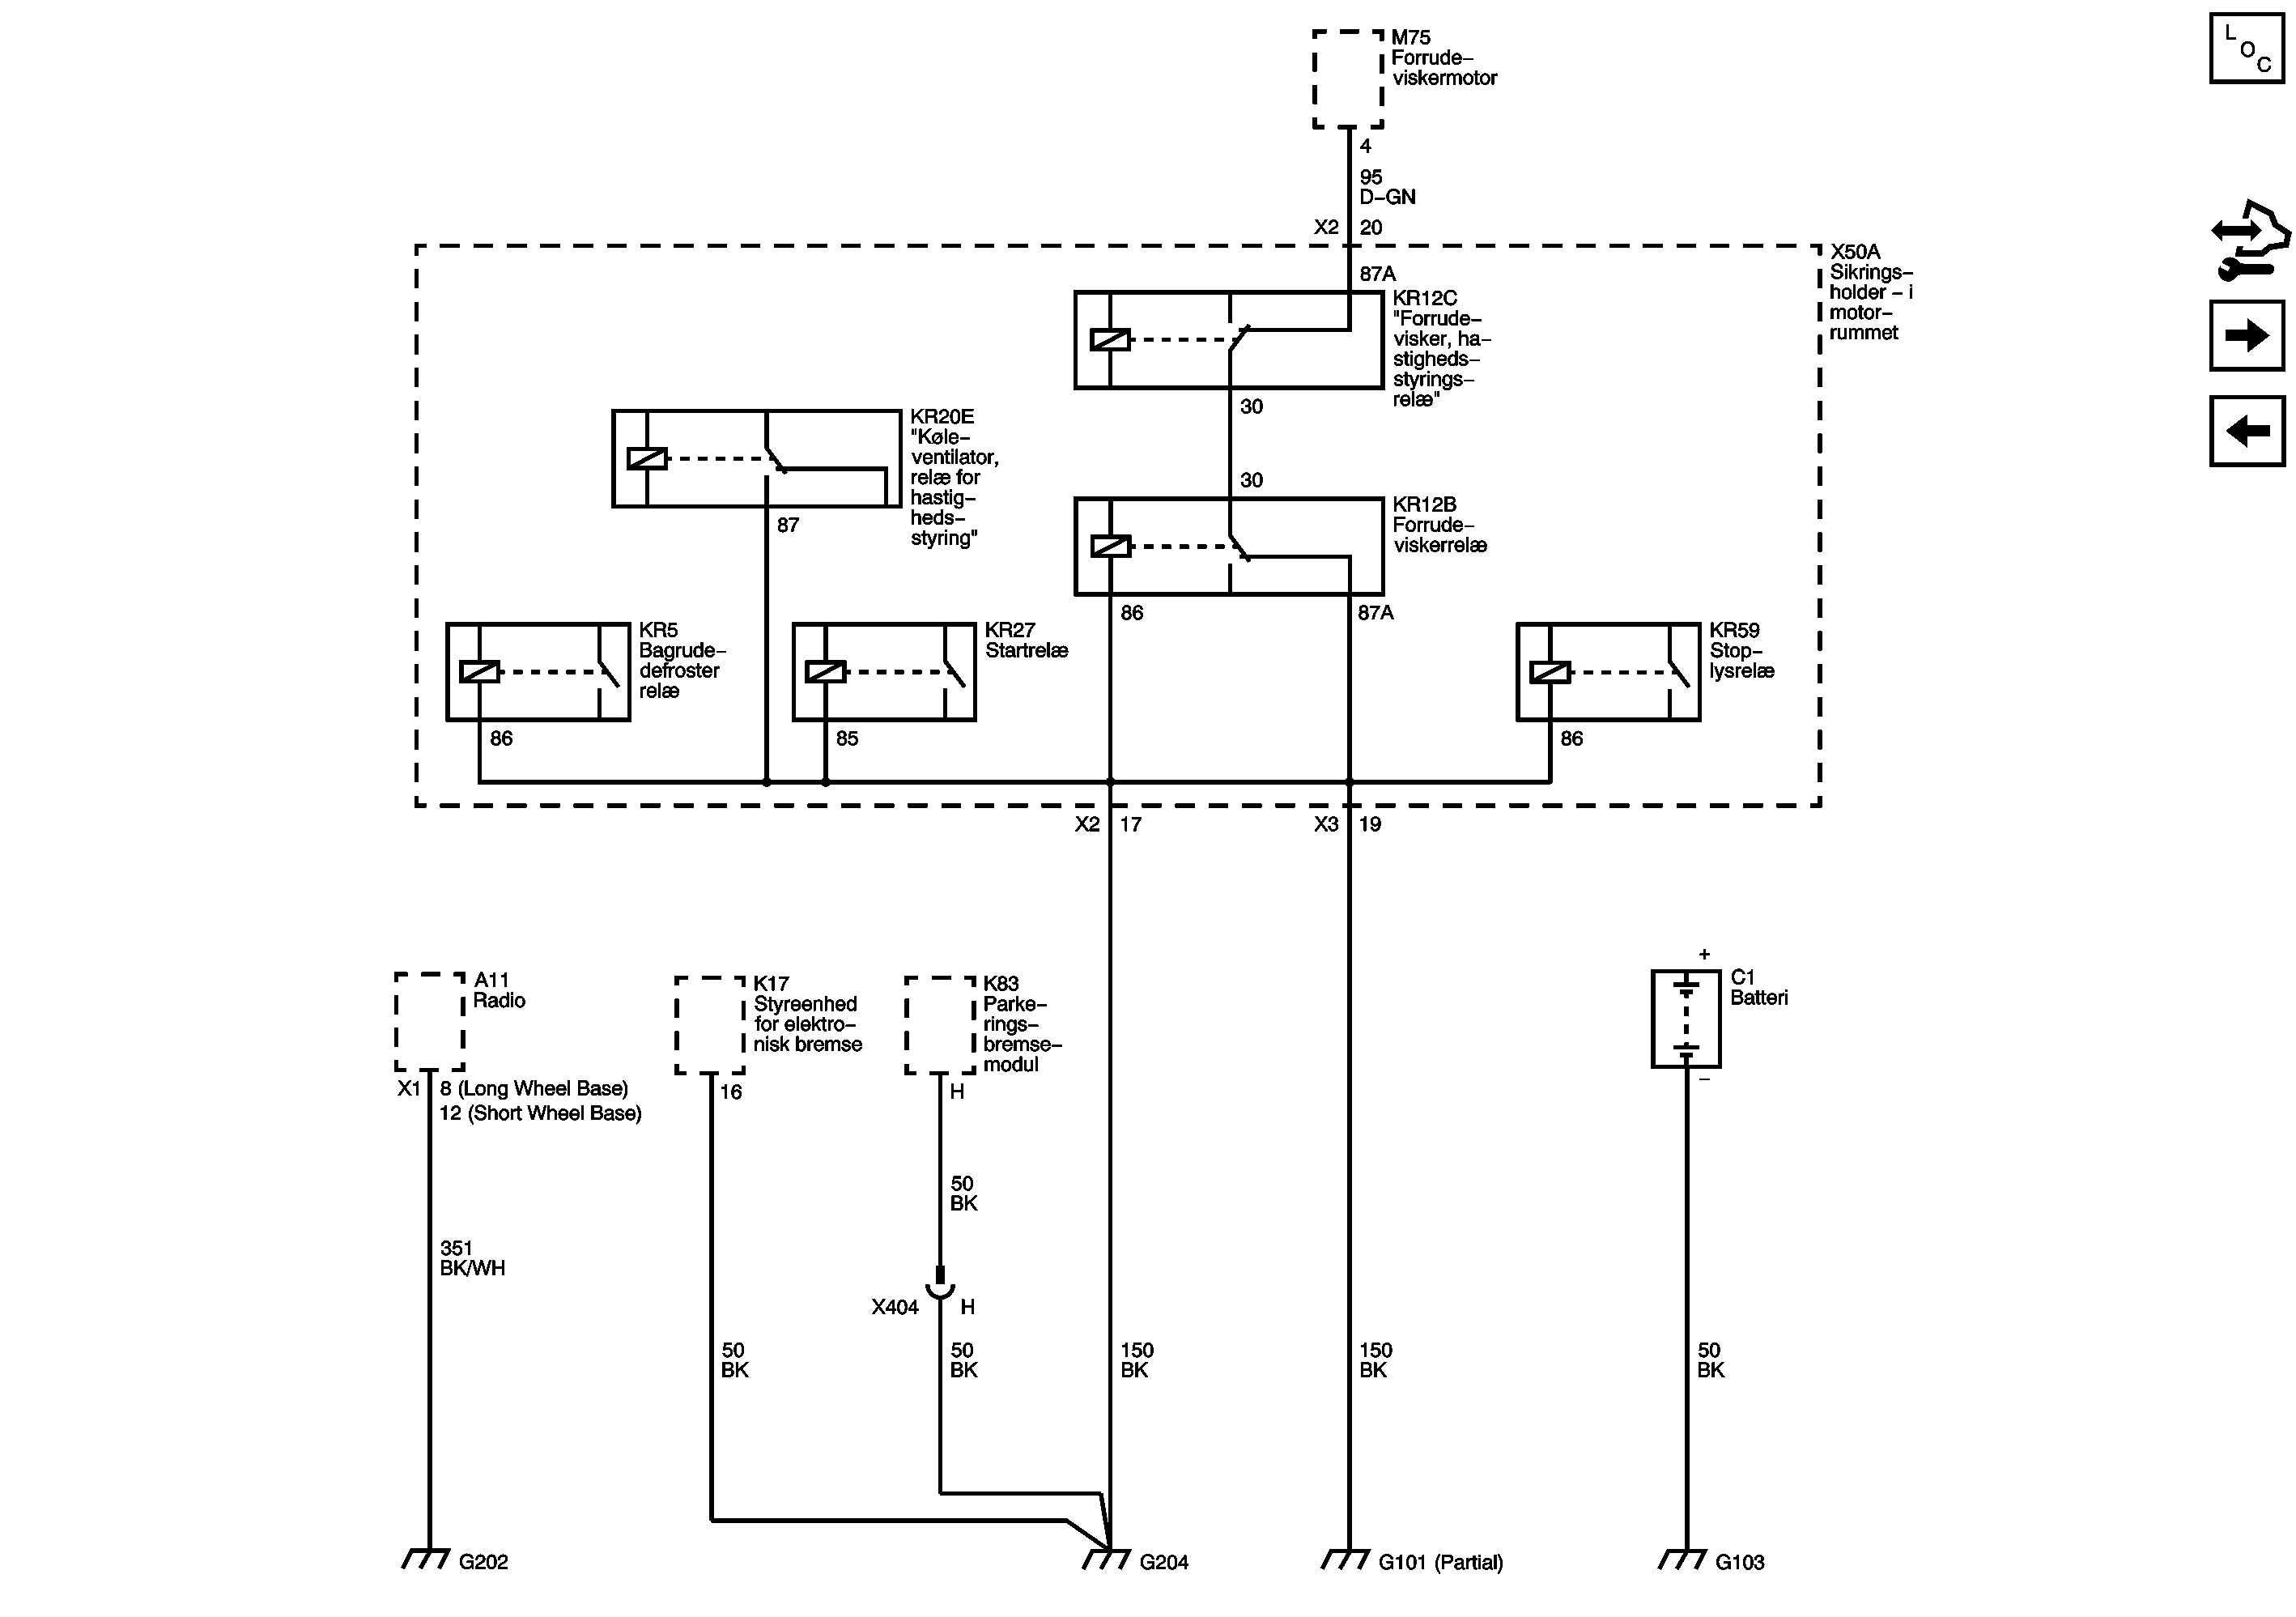 L
O
C
M75
Forrude–
viskermotor
4
95
D–GN
X2 20
X50A
Sikrings–
holder – i
motor–
rummet
87A
KR12C
"Forrude–
visker, ha–
stigheds–
styrings–
relæ"
30
KR20E
"Køle–
ventilator,
relæ for
hastig–
heds–
styring"
87
30
KR12B
Forrude–
viskerrelæ
86
87A
KR5
Bagrude–
defroster
relæ
86
KR27
Startrelæ
85
KR59
Stop–
lysrelæ
86
X2 17
X3 19
A11
Radio
X1 8 (Long Wheel Base)
12 (Short Wheel Base)
351
BK/WH
K17
Styreenhed
for elektro–
nisk bremse
16
50
BK
K83
Parke–
rings–
bremse–
modul
H
50
BK
X404 H
50
BK
150
BK
150
BK
+
C1
Batteri
–
50
BK
G202
G204
G101 (Partial)
G103